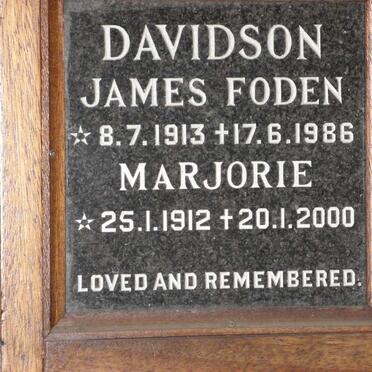 DAVIDSON
JAMES FODEN
☆ 8.7.1913 †17.6.1986
MARJORIE
☆ 25.1.1912 †20.1.2000
LOVED AND REMEMBERED.